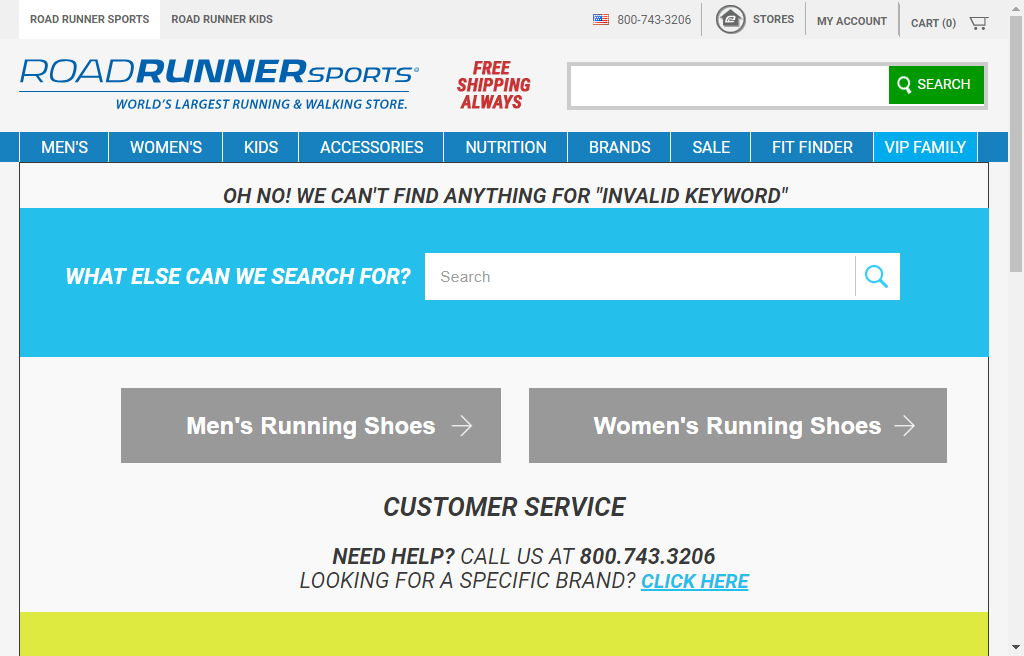 ROAD RUNNER SPORTS
ROAD RUNNER KIDS
800-743-3206
STORES
MY ACCOUNT
CART (0)
ROADRUNNERSPORTS
WORLD'S LARGEST RUNNING & WALKING STORE.
FREE
SHIPPING
ALWAYS
SEARCH
MEN'S
WOMEN'S
KIDS
ACCESSORIES
NUTRITION
BRANDS
SALE
FIT FINDER
VIP FAMILY
OH NO! WE CAN'T FIND ANYTHING FOR "INVALID KEYWORD"
WHAT ELSE CAN WE SEARCH FOR?
Search
Men's Running Shoes
Women's Running Shoes
CUSTOMER SERVICE
NEED HELP? CALL US AT 800.743.3206
LOOKING FOR A SPECIFIC BRAND? CLICK HERE